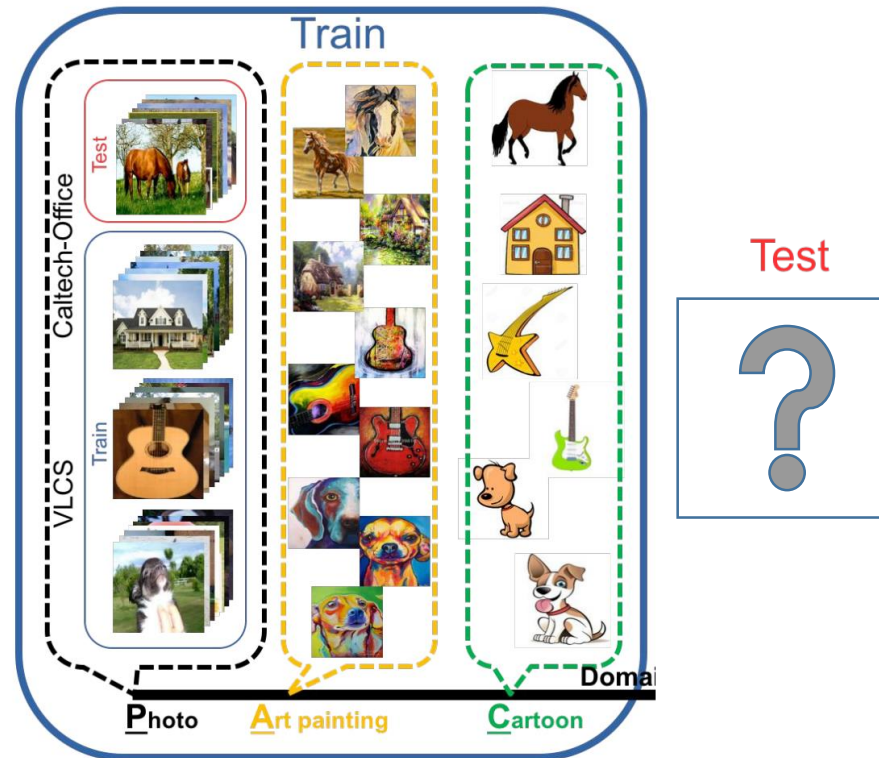 Train
Test
Caltech-Office
Train
VLCS
Test
?
Domai
Photo
Art painting
Cartoon